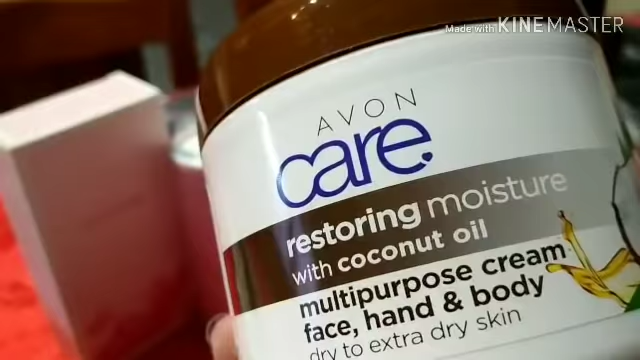 Made with KINEMASTER
AVON
care.
restoring moisture
with coconut oil
multipurpose cream
face, hand & body
dry to extra dry skin